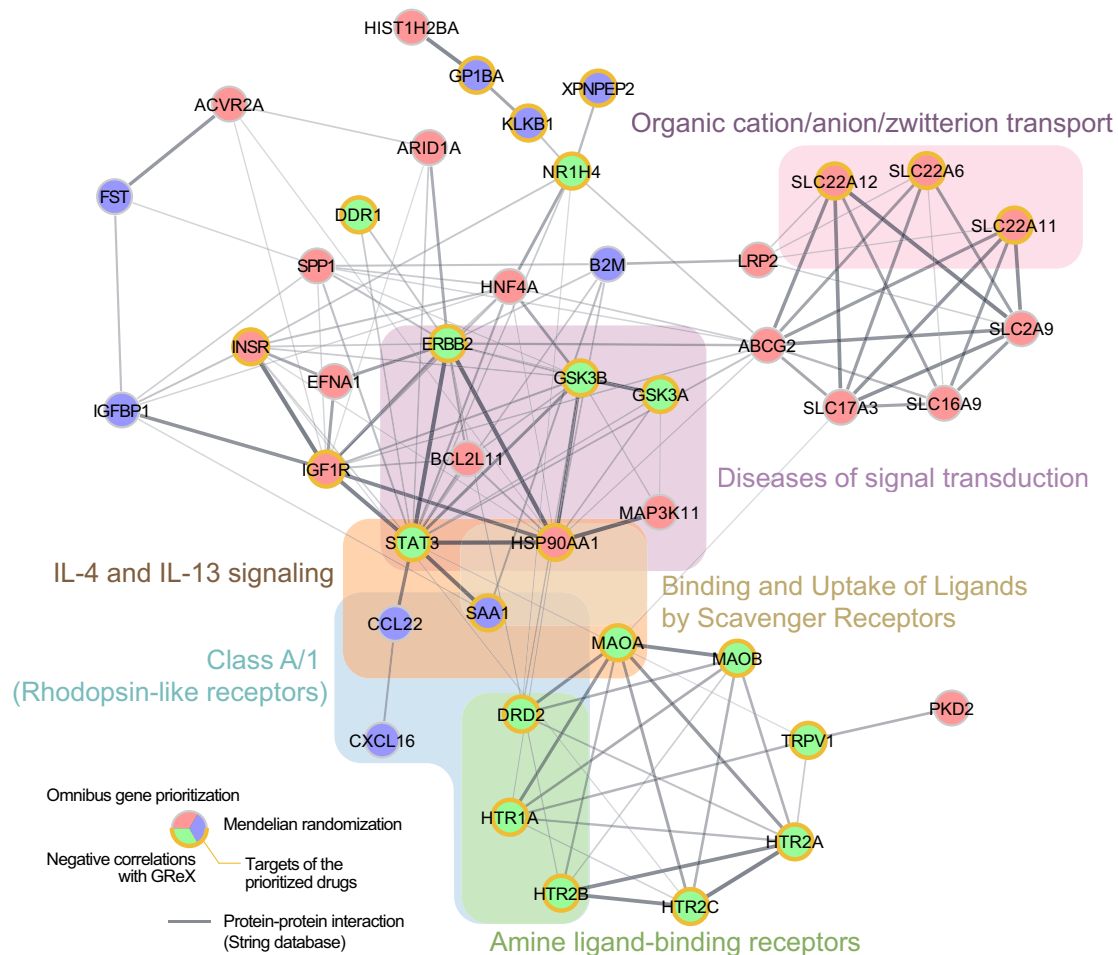 HIST1H2BA
GP1BA
XPNPEP2
ACVR2A
KLKB1
Organic cation/anion/zwitterion transport
ARID1A
NR1H4
SLC22A12
SLC22A6
FST
DDR1
SLC22A11
SPP1
B2M
LRP2
HNF4A
SLC2A9
INSR
ERBB2
ABCG2
EFNA1
GSK3B
GSK3A
IGFBP1
SLC17A3
SLC16A9
IGF1R
BCL2L11
Diseases of signal transduction
MAP3K11
STAT3
HSP90AA1
IL-4 and IL-13 signaling
Binding and Uptake of Ligands
by Scavenger Receptors
SAA1
CCL22
MAOA
MAOB
Class A/1
(Rhodopsin-like receptors)
DRD2
PKD2
CXCL16
TRPV1
HTR1A
HTR2A
HTR2B
HTR2C
Amine ligand-binding receptors
Omnibus gene prioritization
Mendelian randomization
Negative correlations
with GReX
Targets of the
prioritized drugs
Protein-protein interaction
(String database)